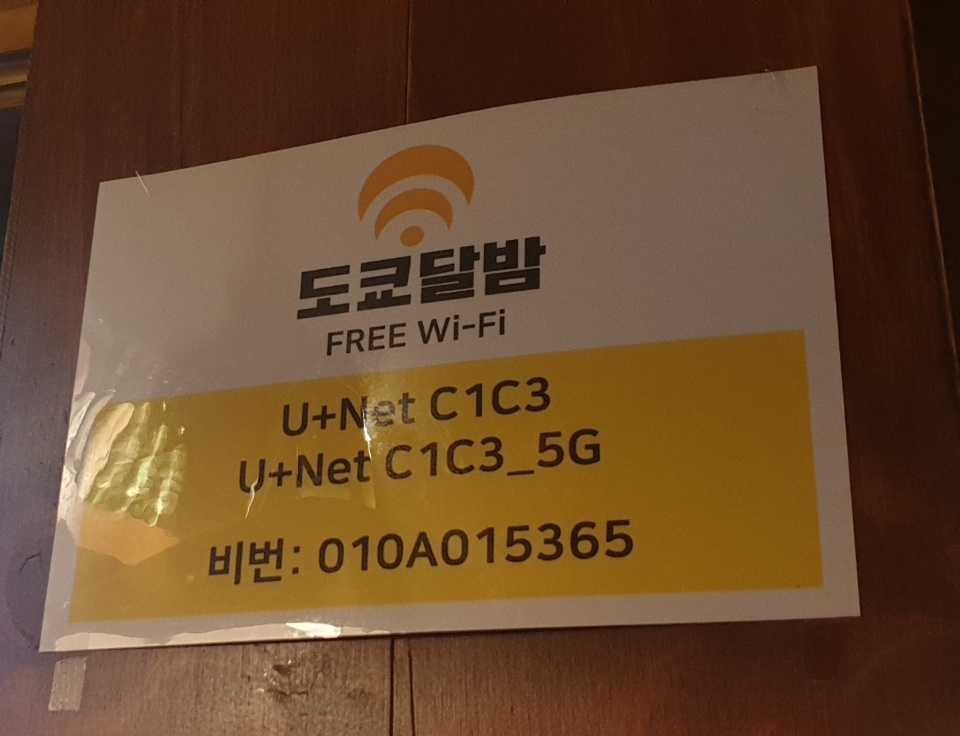 도쿄달밤
FREE Wi-Fi
U+Net C1C3
U+Net C1C3_5G
비번: 010A015365